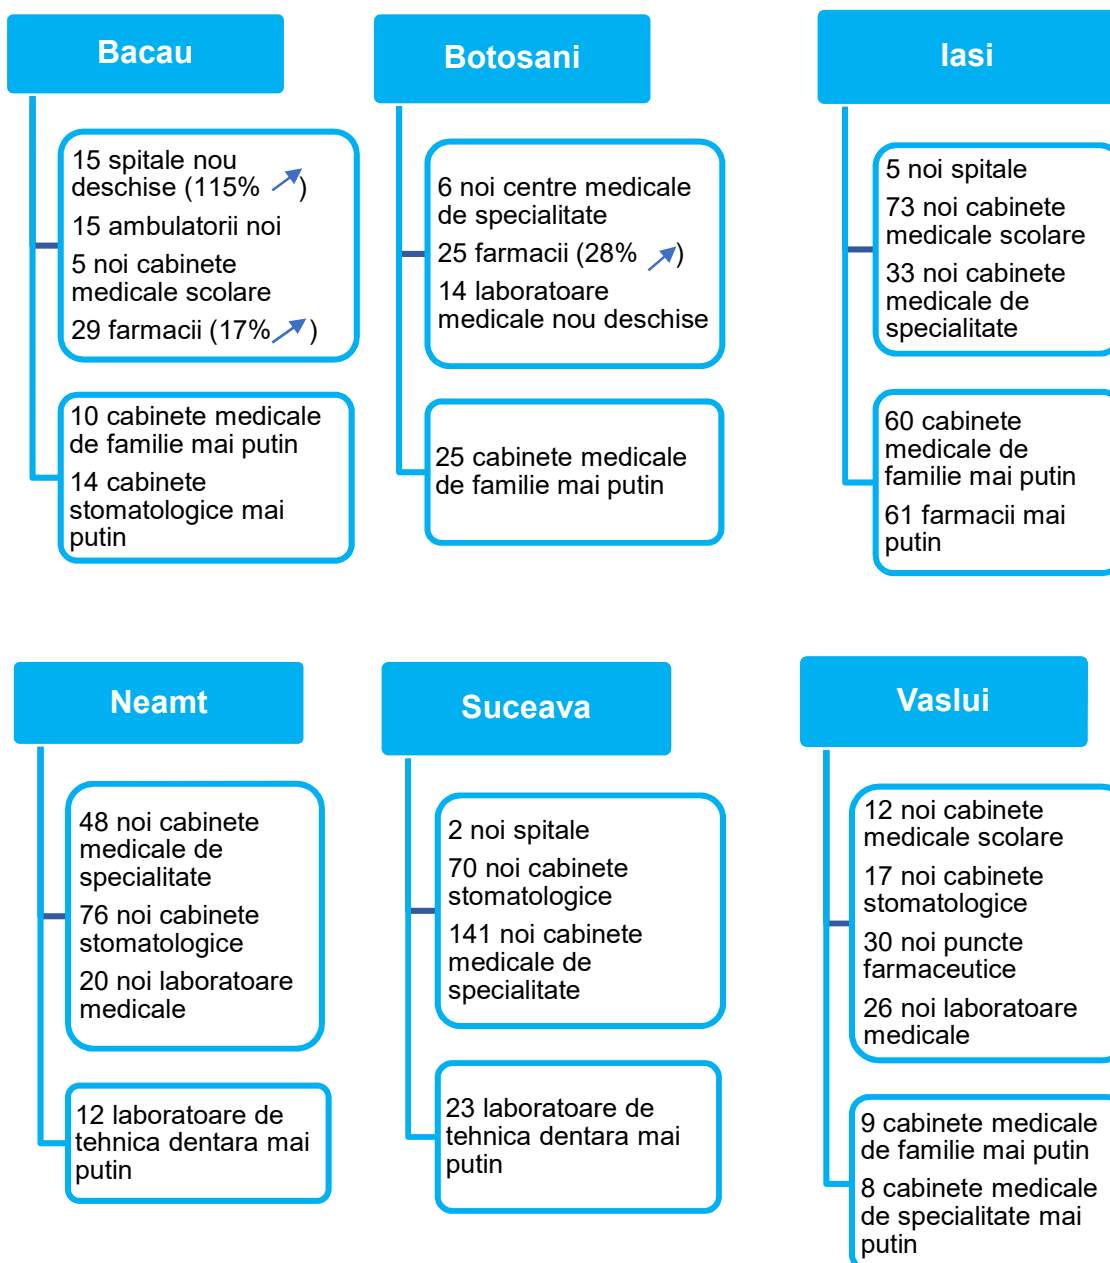 Bacau
15 spitale nou
deschise (115% )
15 ambulatorii noi
5 noi cabinete
medicale scolare
29 farmacii (17% )
10 cabinete medicale
de familie mai putin
14 cabinete
stomatologice mai
putin
Botosani
6 noi centre medicale
de specialitate
25 farmacii (28% )
14 laboratoare
medicale nou deschise
25 cabinete medicale
de familie mai putin
Iasi
5 noi spitale
73 noi cabinete
medicale scolare
33 noi cabinete
medicale de
specialitate
60 cabinete
medicale de
familie mai putin
61 farmacii mai
putin
Neamt
48 noi cabinete
medicale de
specialitate
76 noi cabinete
stomatologice
20 noi laboratoare
medicale
12 laboratoare de
tehnica dentara mai
putin
Suceava
2 noi spitale
70 noi cabinete
stomatologice
141 noi cabinete
medicale de
specialitate
23 laboratoare de
tehnica dentara mai
putin
Vaslui
12 noi cabinete
medicale scolare
17 noi cabinete
stomatologice
30 noi puncte
farmaceutice
26 noi laboratoare
medicale
9 cabinete medicale
de familie mai putin
8 cabinete medicale
de specialitate mai
putin